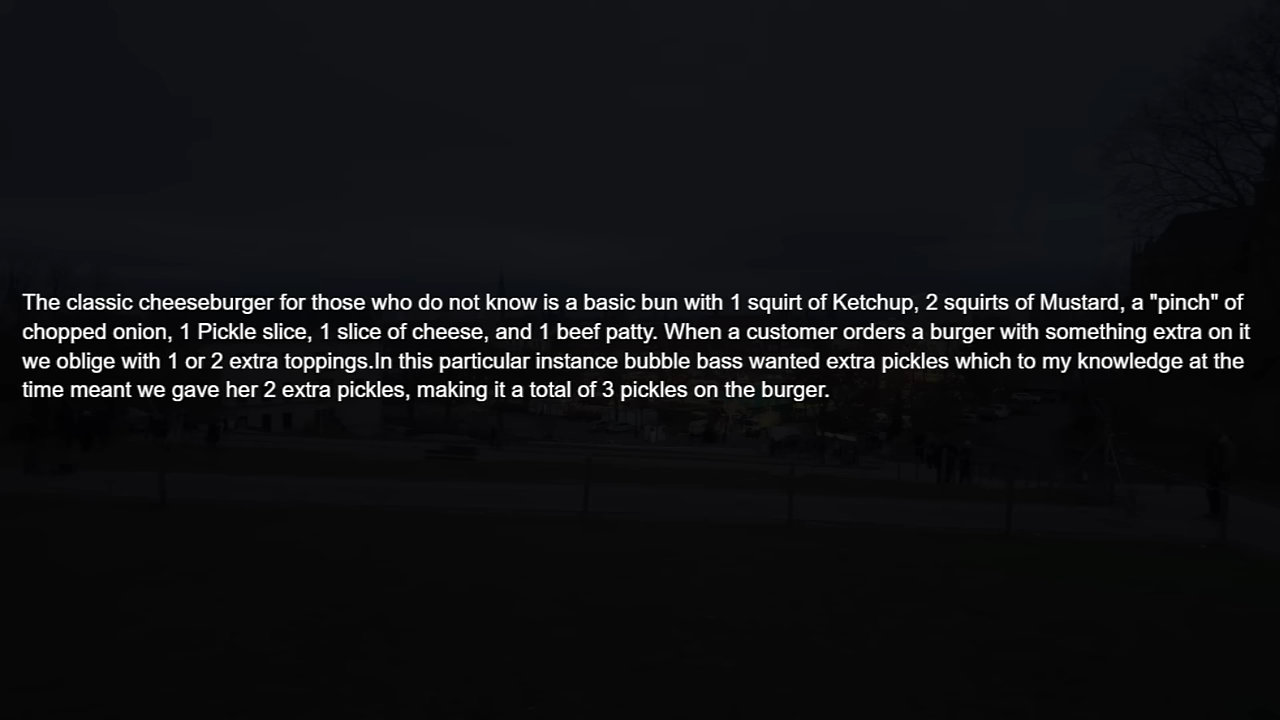 The classic cheeseburger for those who do not know is a basic bun with 1 squirt of Ketchup, 2 squirts of Mustard, a "pinch" of
chopped onion, 1 Pickle slice, 1 slice of cheese, and 1 beef patty. When a customer orders a burger with something extra on it
we oblige with 1 or 2 extra toppings.In this particular instance bubble bass wanted extra pickles which to my knowledge at the
time meant we gave her 2 extra pickles, making it a total of 3 pickles on the burger.